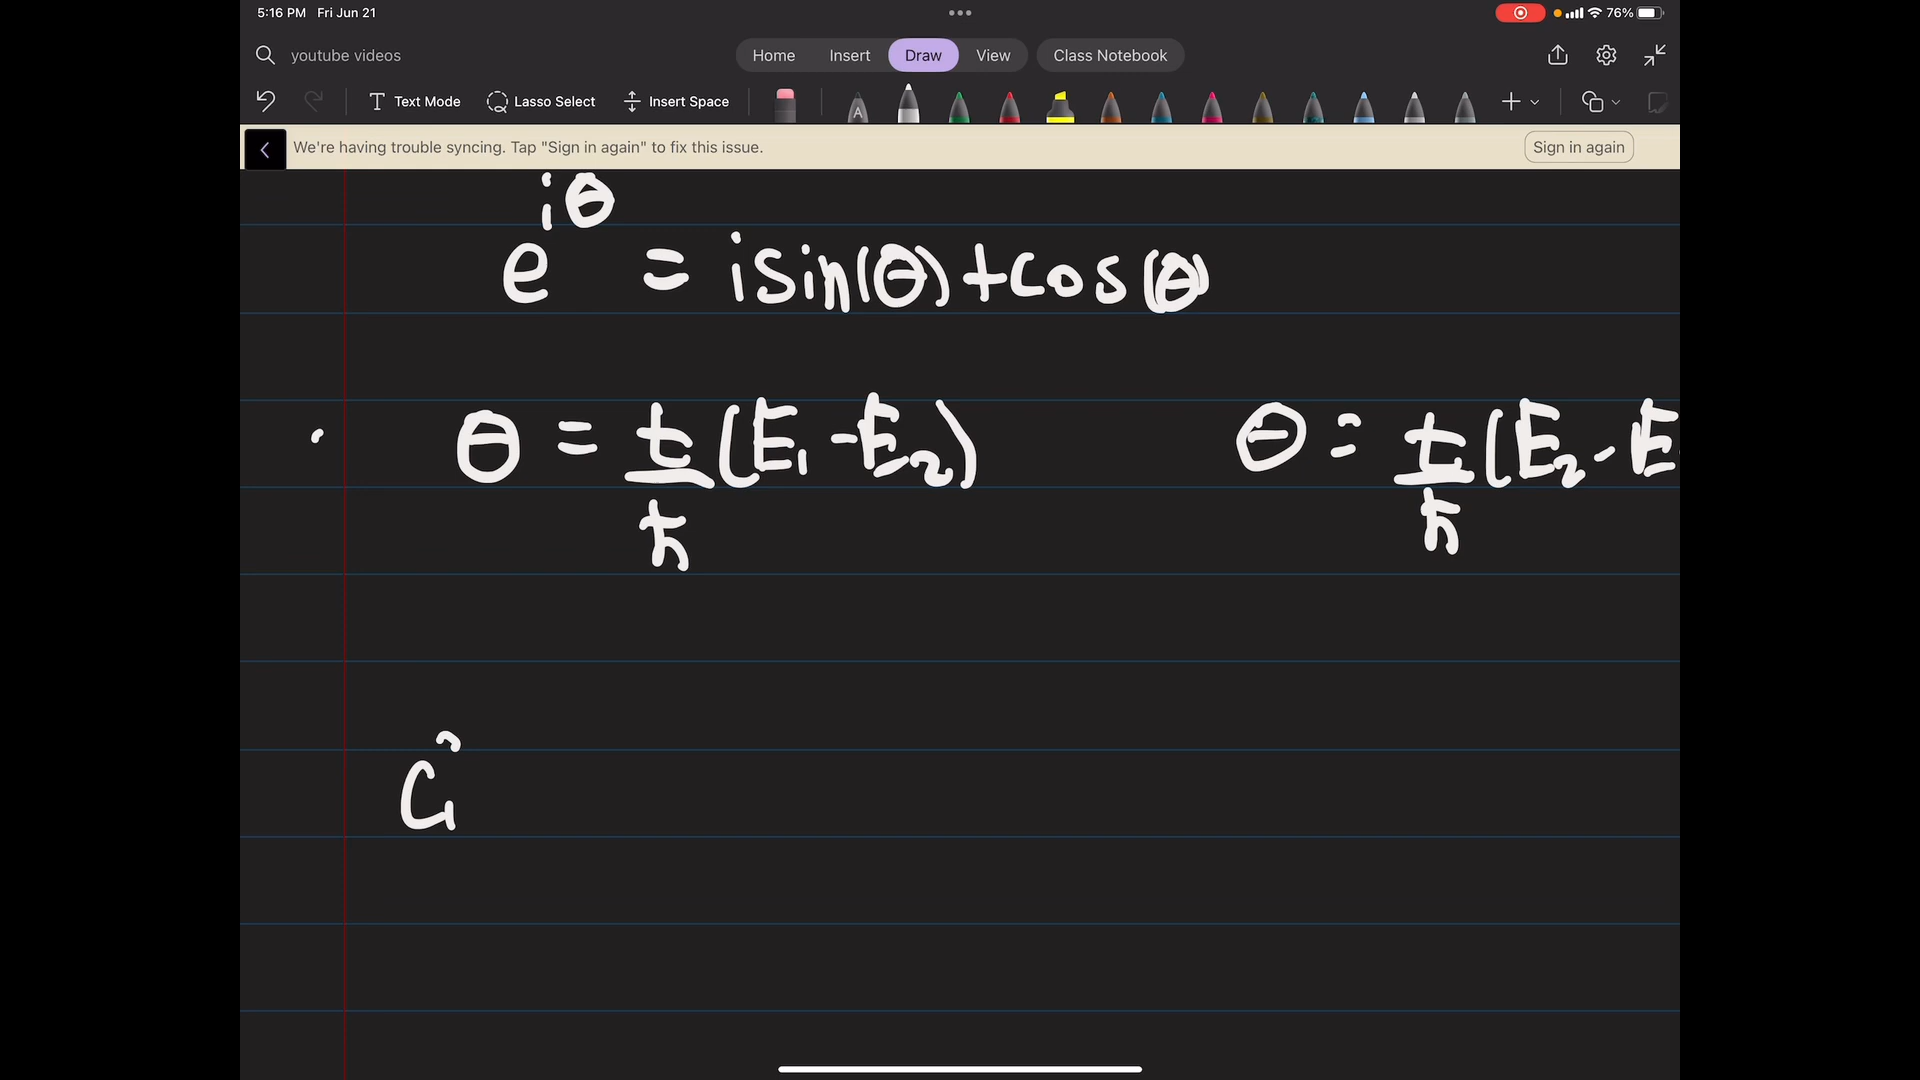 5:16 PM Fri Jun 21
76%
youtube videos
Home Insert Draw View Class Notebook
Text Mode Lasso Select Insert Space
A
We're having trouble syncing. Tap "Sign in again" to fix this issue. Sign in again
e^{iθ} = isin(θ)+cos(θ)
θ = t/ħ (E₁-E₂) θ = t/ħ (E₂-E